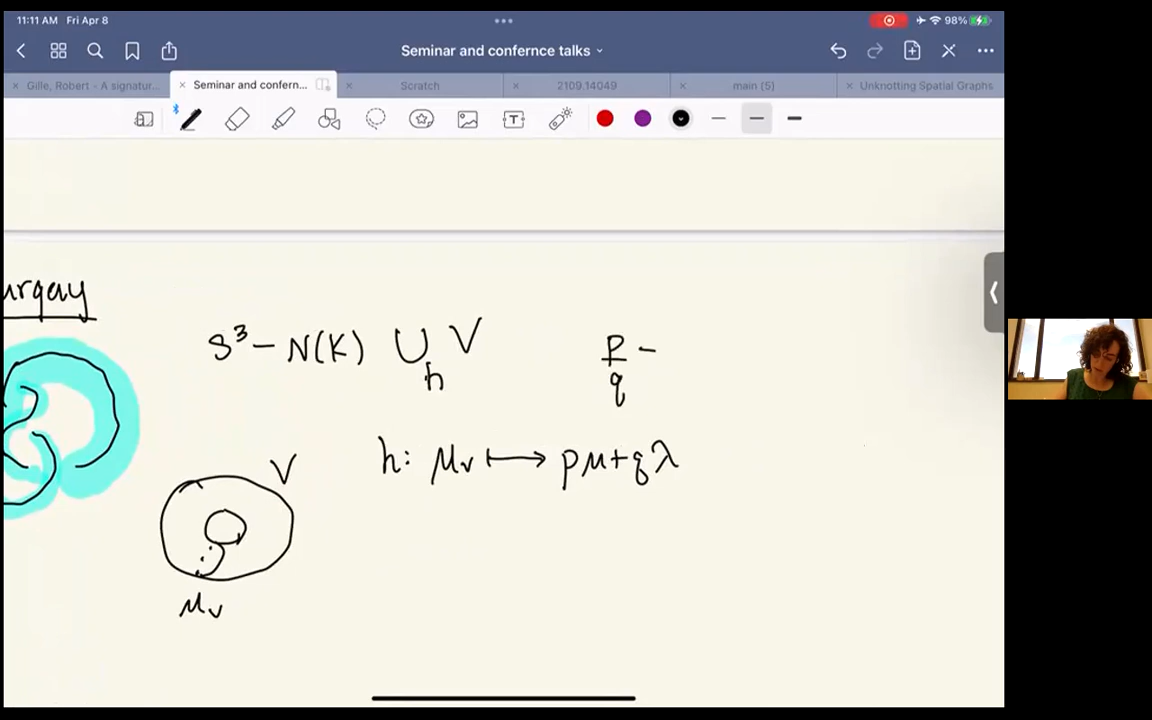 11:11 AM Fri Apr 8
98%
Seminar and confernce talks
Gille, Robert - A signatur...
Seminar and confern...
Scratch
2109.14049
main (5)
Unknotting Spatial Graphs
urgay
S³ – N(K) ∪ₕ V
p/q –
h: μᵥ ↦ pμ+qλ
V
μᵥ